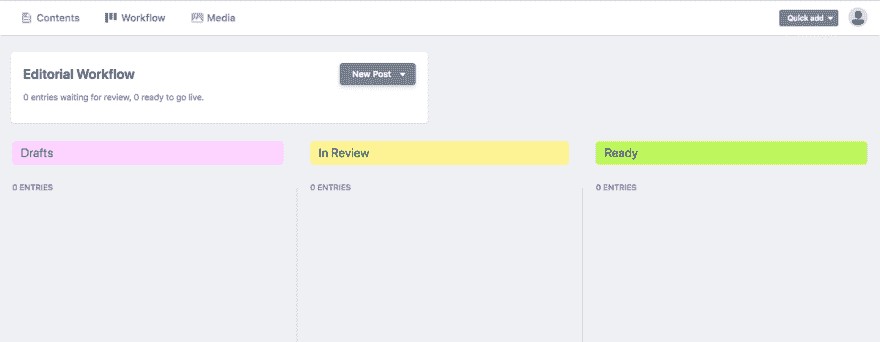 Contents Workflow Media Quick add
Editorial Workflow New Post
0 entries waiting for review, 0 ready to go live.
Drafts In Review Ready
0 ENTRIES 0 ENTRIES 0 ENTRIES